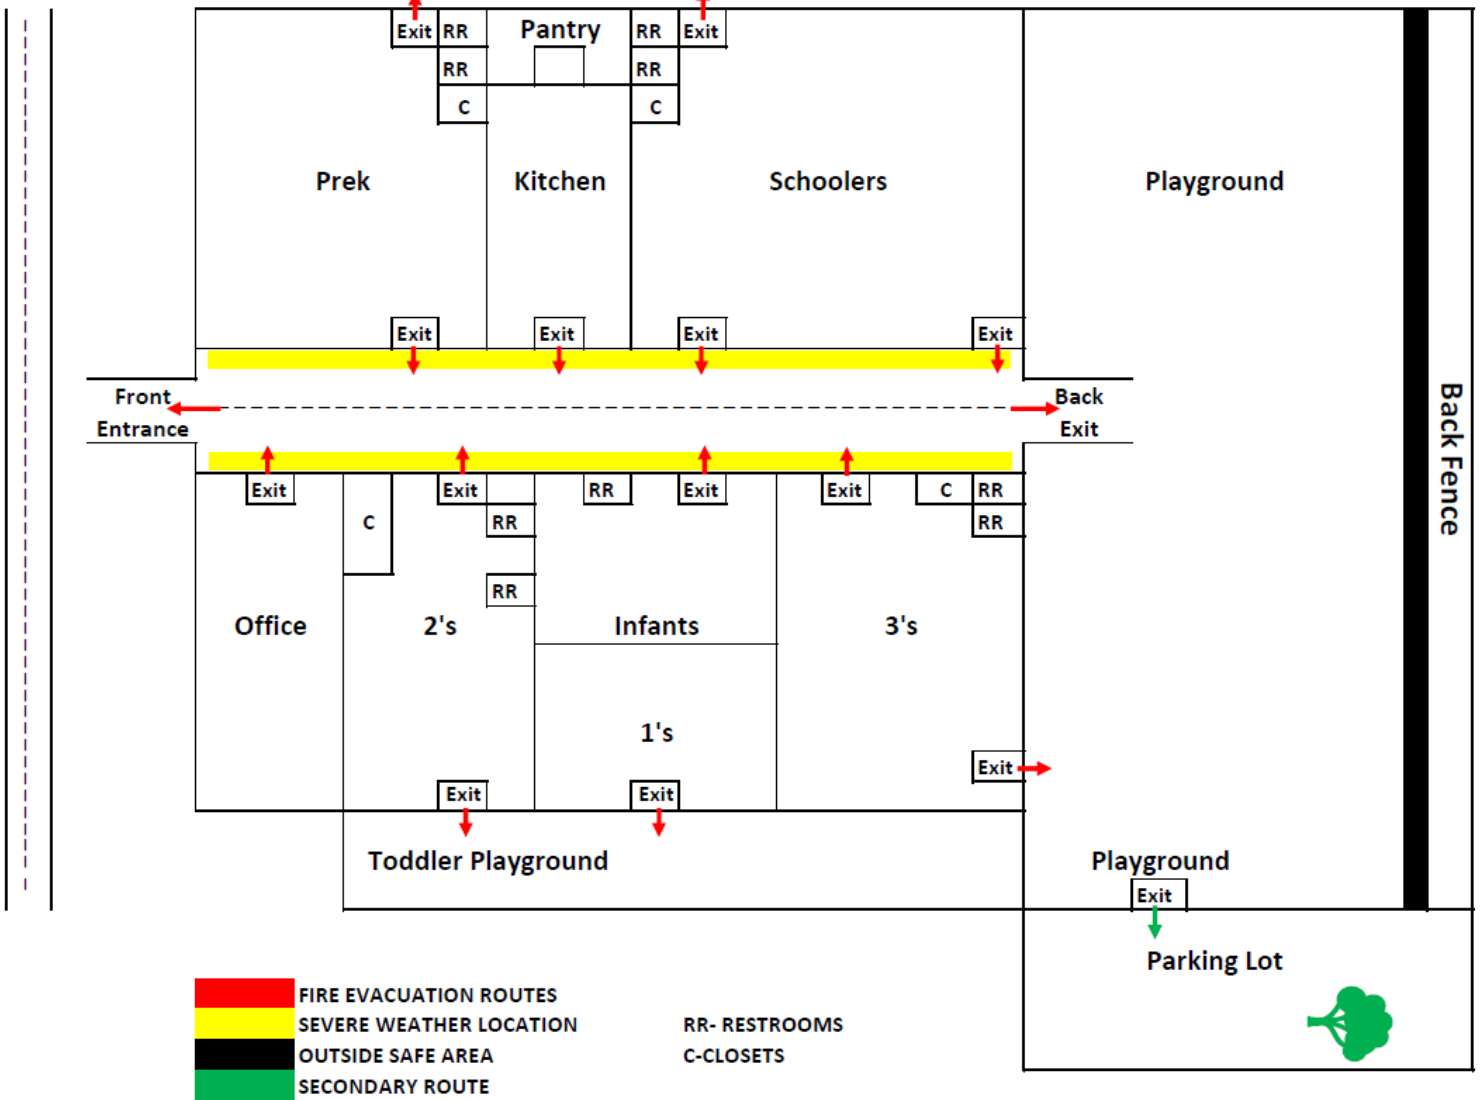 Exit RR Pantry RR Exit
RR RR
C C
Prek Kitchen Schoolers Playground
Exit Exit Exit Exit
Front Back
Entrance Exit
Back Fence
Exit Exit RR Exit Exit C RR
C RR RR
RR
Office 2's Infants 3's
1's
Exit
Exit Exit
Toddler Playground Playground
Exit
Parking Lot
FIRE EVACUATION ROUTES
SEVERE WEATHER LOCATION RR- RESTROOMS
OUTSIDE SAFE AREA C-CLOSETS
SECONDARY ROUTE